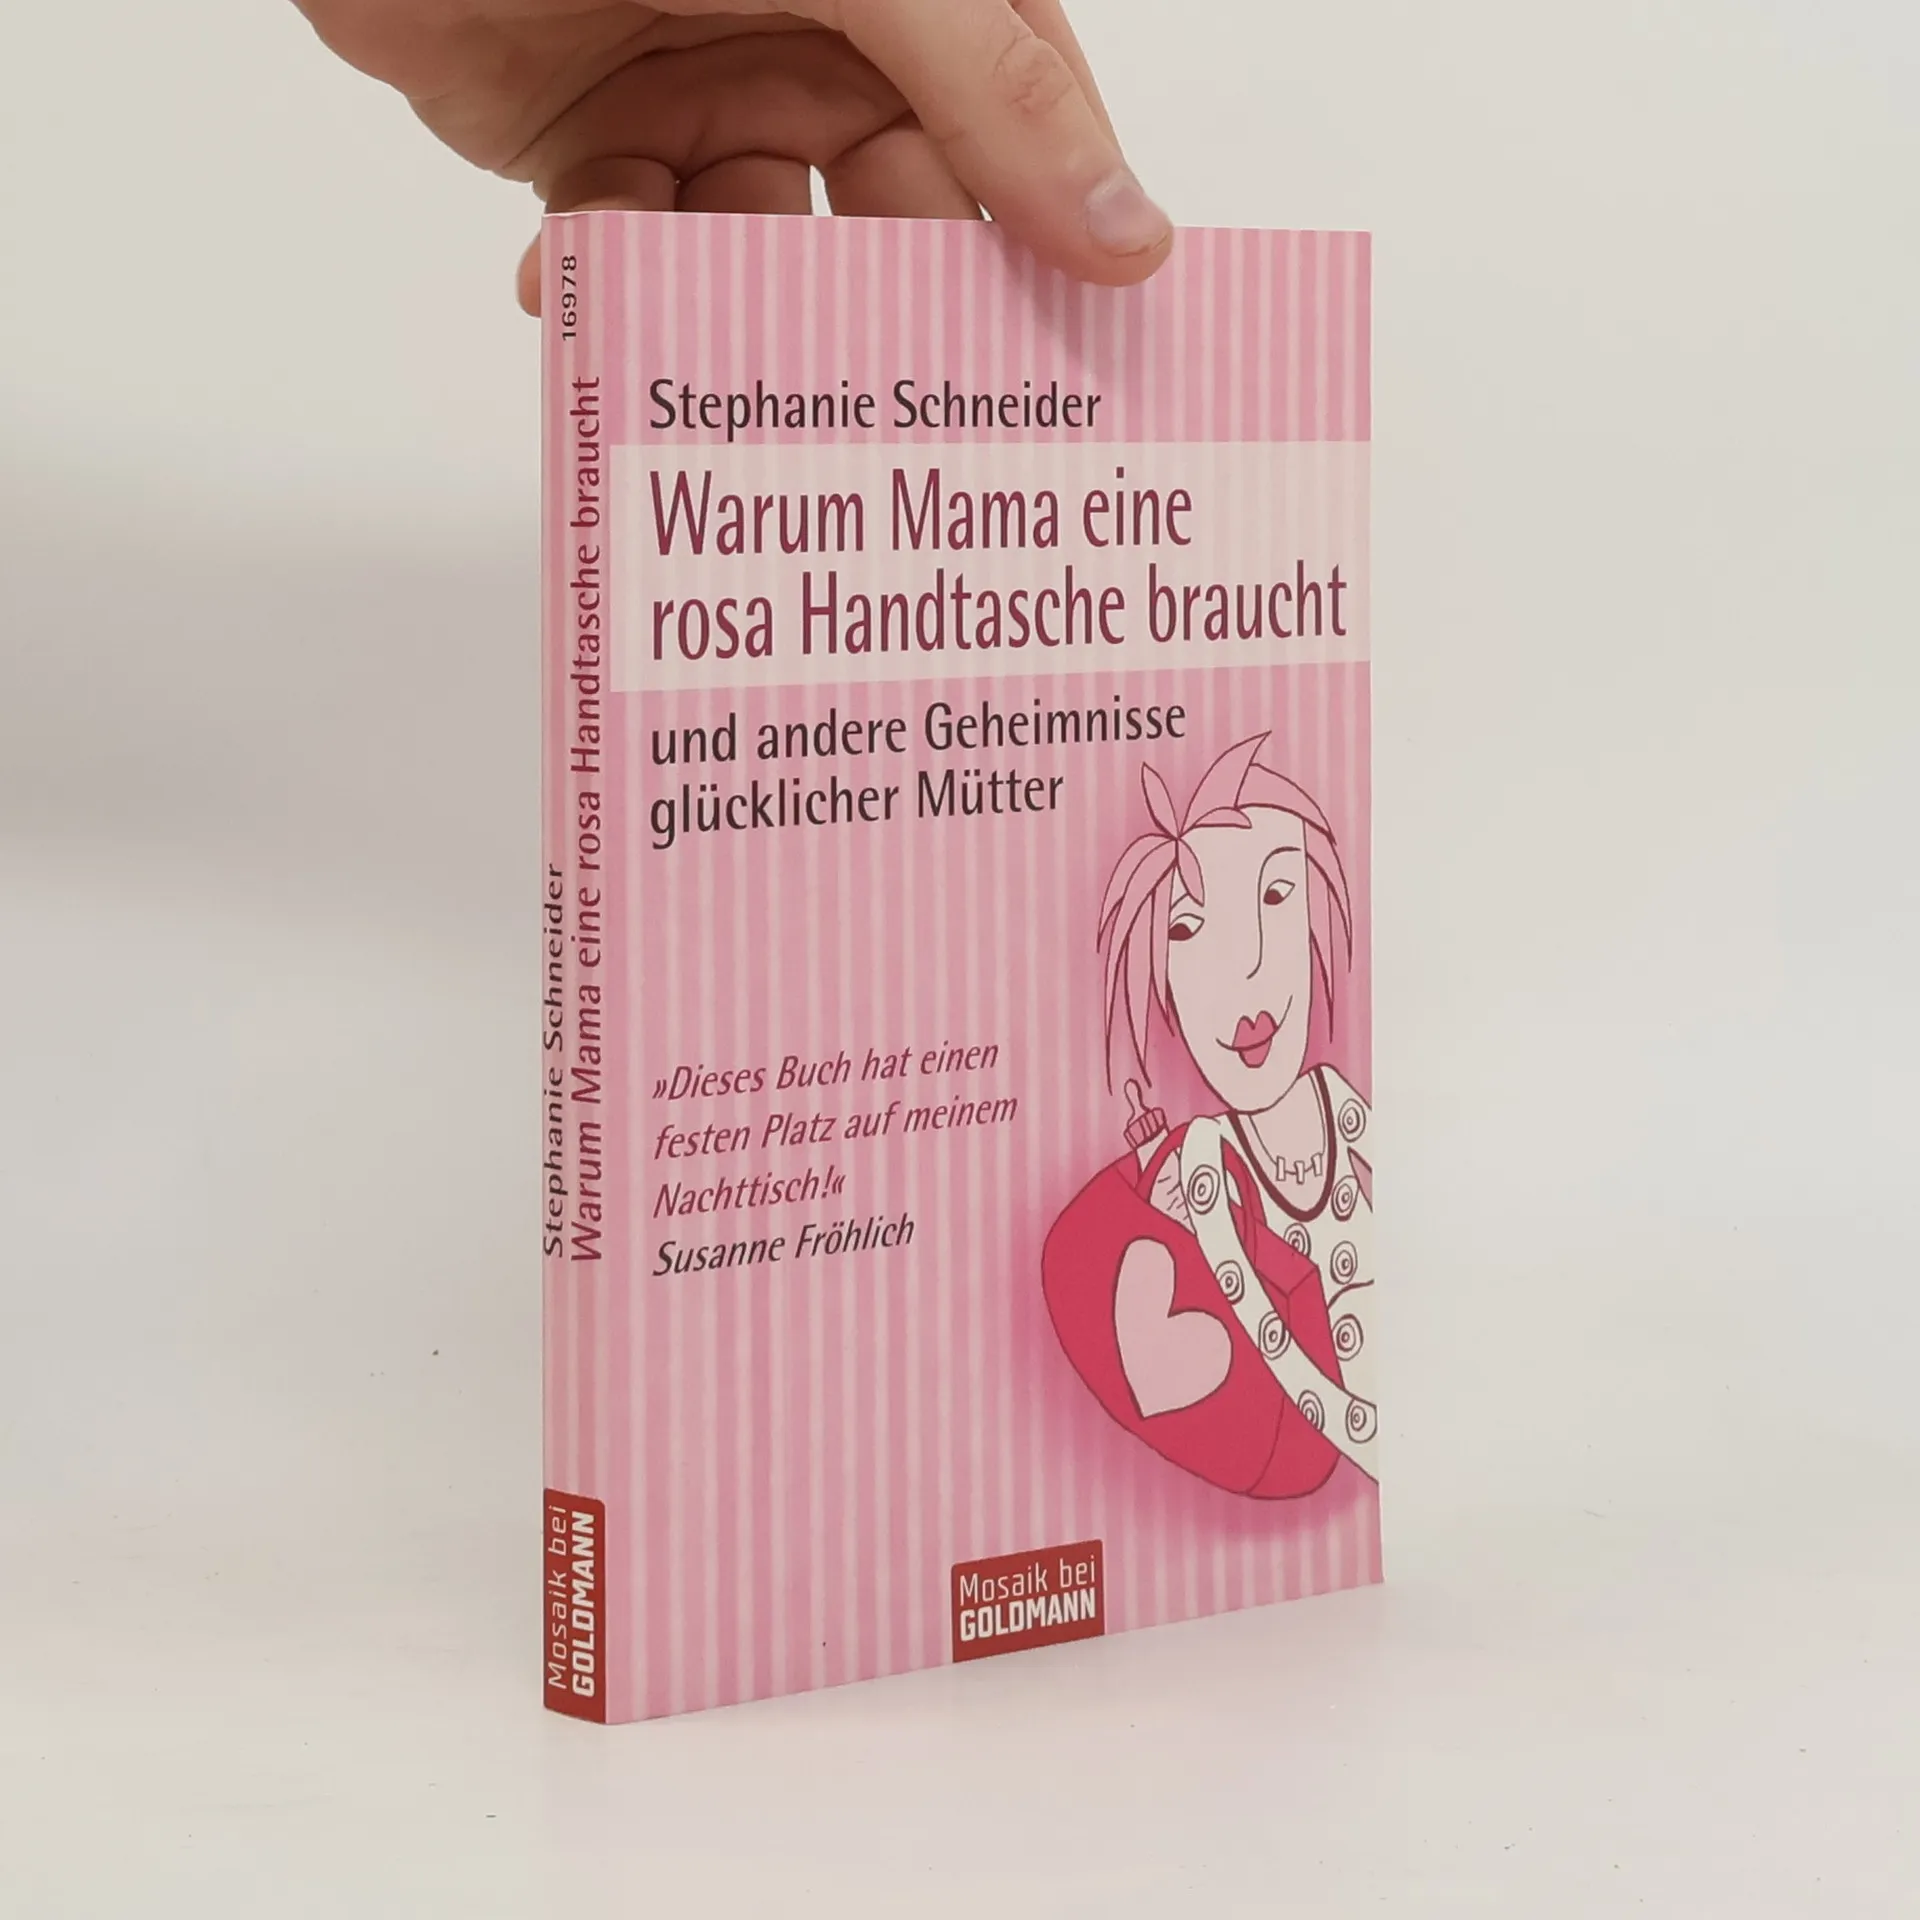 16978
Stephanie Schneider
Warum Mama eine rosa Handtasche braucht
Mosaik bei
GOLDMANN
Stephanie Schneider
Warum Mama eine
rosa Handtasche braucht
und andere Geheimnisse
glücklicher Mütter
»Dieses Buch hat einen
festen Platz auf meinem
Nachttisch!«
Susanne Fröhlich
Mosaik bei
GOLDMANN